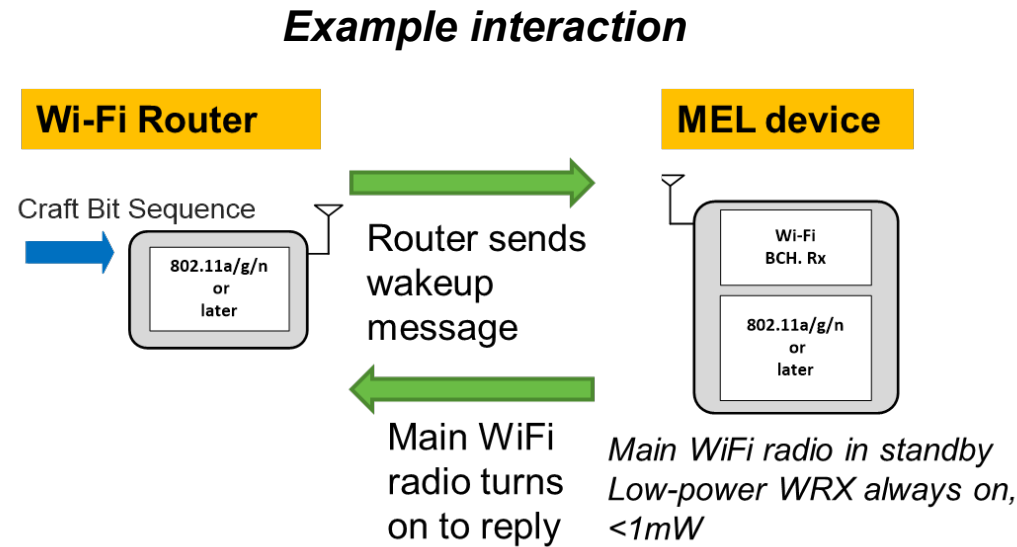 Example interaction
Wi-Fi Router
MEL device
Craft Bit Sequence
802.11a/g/n
or
later
Router sends
wakeup
message
Wi-Fi
BCH. Rx
802.11a/g/n
or
later
Main WiFi
radio turns
on to reply
Main WiFi radio in standby
Low-power WRX always on,
<1mW